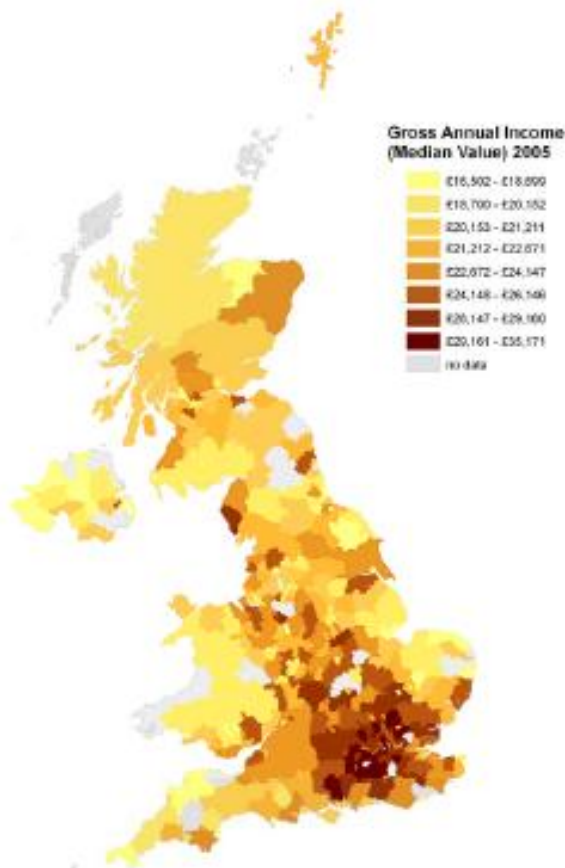 Gross Annual Income
(Median Value) 2005
£16,502 - £18,699
£18,700 - £20,152
£20,153 - £21,211
£21,212 - £22,671
£22,672 - £24,147
£24,148 - £26,146
£26,147 - £29,160
£29,161 - £35,171
no data